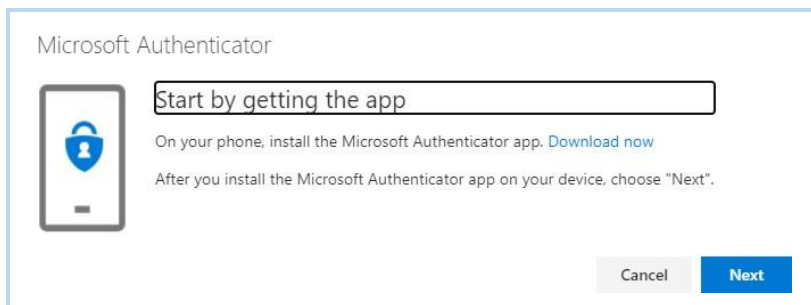 Microsoft Authenticator
Start by getting the app
On your phone, install the Microsoft Authenticator app. Download now
After you install the Microsoft Authenticator app on your device, choose "Next".
Cancel
Next